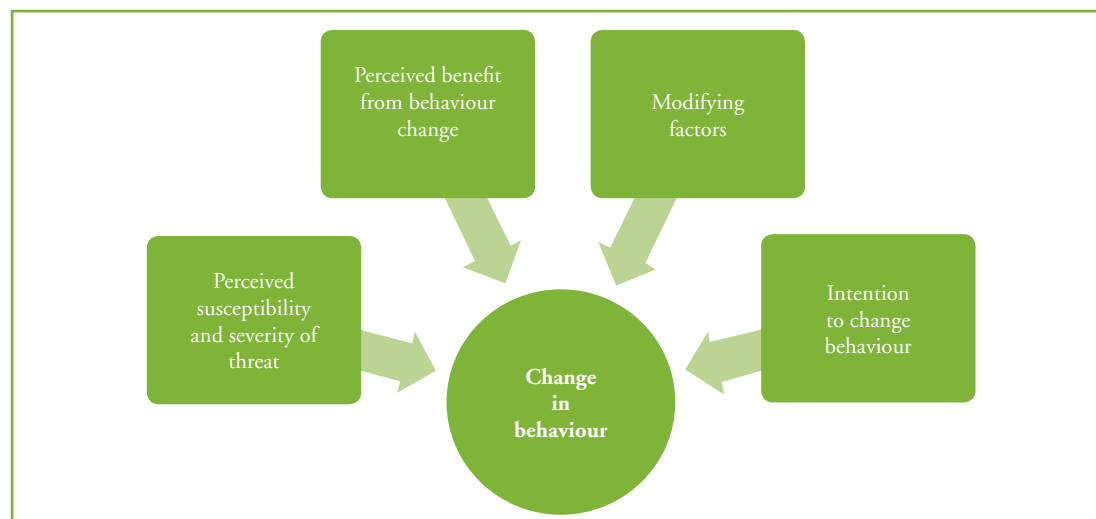 Perceived benefit
from behaviour
change
Modifying
factors
Perceived
susceptibility
and severity of
threat
Intention
to change
behaviour
Change
in
behaviour